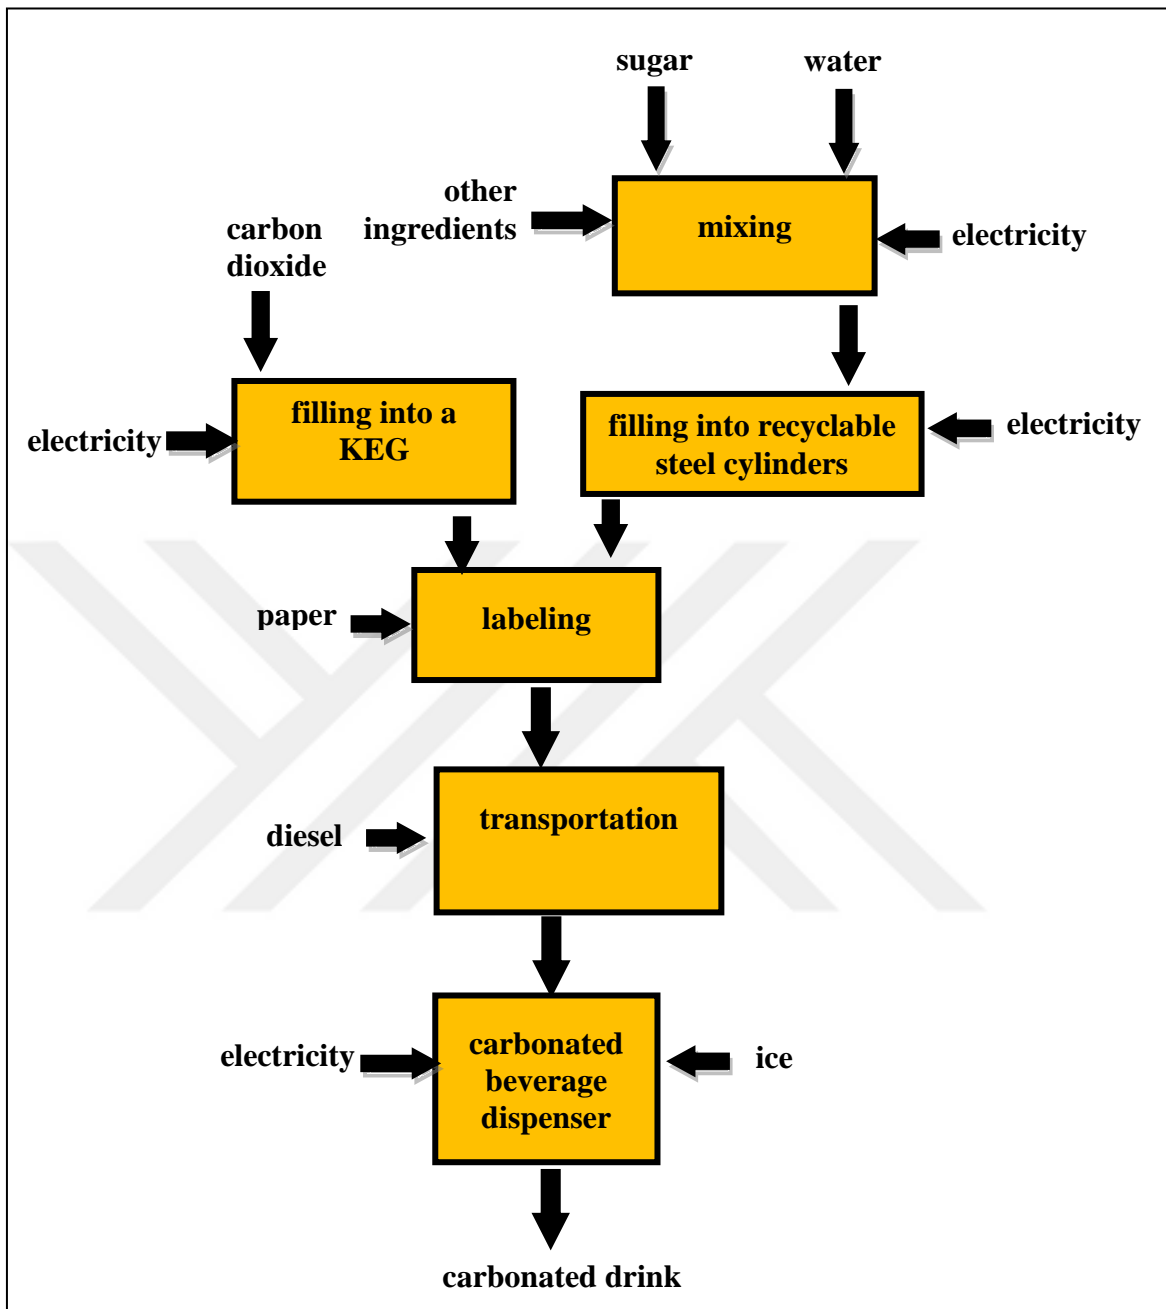 sugar
water
other
ingredients
mixing
electricity
carbon
dioxide
filling into a
KEG
electricity
filling into recyclable
steel cylinders
electricity
paper
labeling
diesel
transportation
electricity
carbonated
beverage
dispenser
ice
carbonated drink